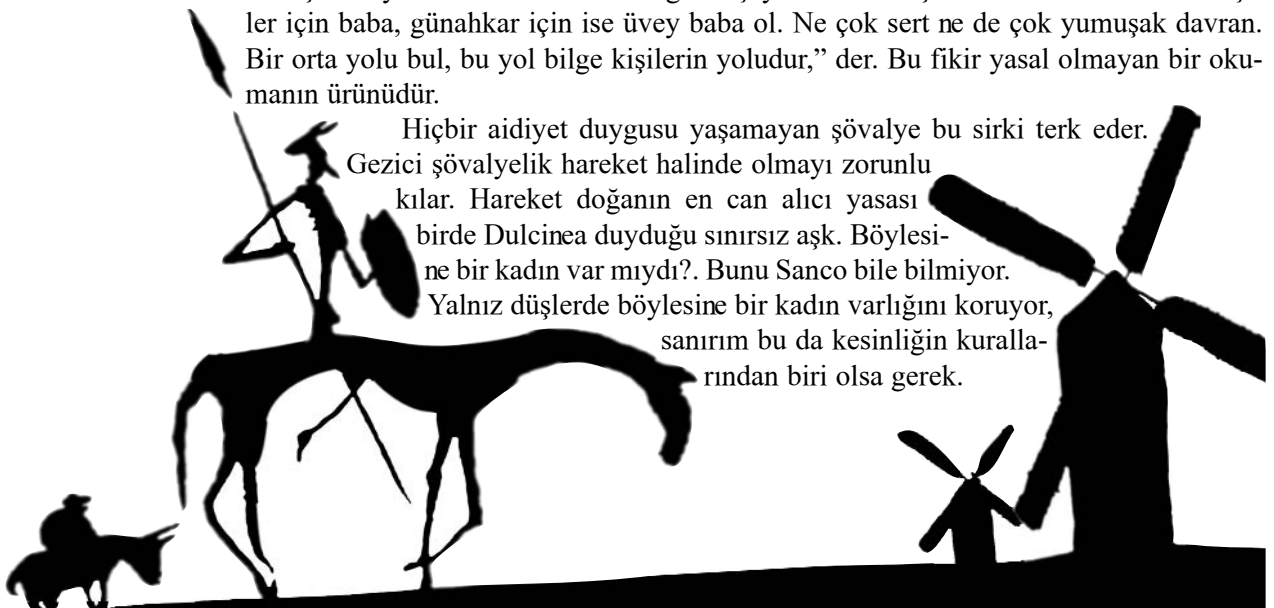 ler için baba, günahkar için ise üvey baba ol. Ne çok sert ne de çok yumuşak davran.
Bir orta yolu bul, bu yol bilge kişilerin yoludur,” der. Bu fikir yasal olmayan bir oku-
manın ürünüdür.
Hiçbir aidiyet duygusu yaşamayan şövalye bu sirki terk eder.
Gezici şövalyelik hareket halinde olmayı zorunlu
kılar. Hareket doğanın en can alıcı yasası
birde Dulcinea duyduğu sınırsız aşk. Böylesi-
ne bir kadın var mıydı?. Bunu Sanco bile bilmiyor.
Yalnız düşlerde böylesine bir kadın varlığını koruyor,
sanırım bu da kesinliğin kuralla-
rından biri olsa gerek.